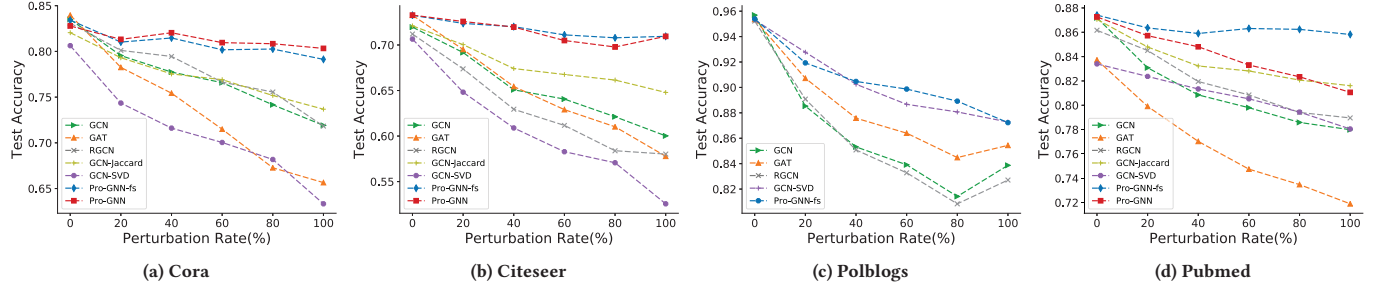 0.85
0.80
0.75
0.70
0.65
Test Accuracy
GCN
GAT
RGCN
GCN-Jaccard
GCN-SVD
Pro-GNN-fs
Pro-GNN
0 20 40 60 80 100
Perturbation Rate(%)
(a) Cora
0.70
0.65
0.60
0.55
Test Accuracy
GCN
GAT
RGCN
GCN-Jaccard
GCN-SVD
Pro-GNN-fs
Pro-GNN
0 20 40 60 80 100
Perturbation Rate(%)
(b) Citeseer
0.96
0.94
0.92
0.90
0.88
0.86
0.84
0.82
Test Accuracy
GCN
GAT
RGCN
GCN-SVD
Pro-GNN-fs
0 20 40 60 80 100
Perturbation Rate(%)
(c) Polblogs
0.88
0.86
0.84
0.82
0.80
0.78
0.76
0.74
0.72
Test Accuracy
GCN
GAT
RGCN
GCN-Jaccard
GCN-SVD
Pro-GNN-fs
Pro-GNN
0 20 40 60 80 100
Perturbation Rate(%)
(d) Pubmed